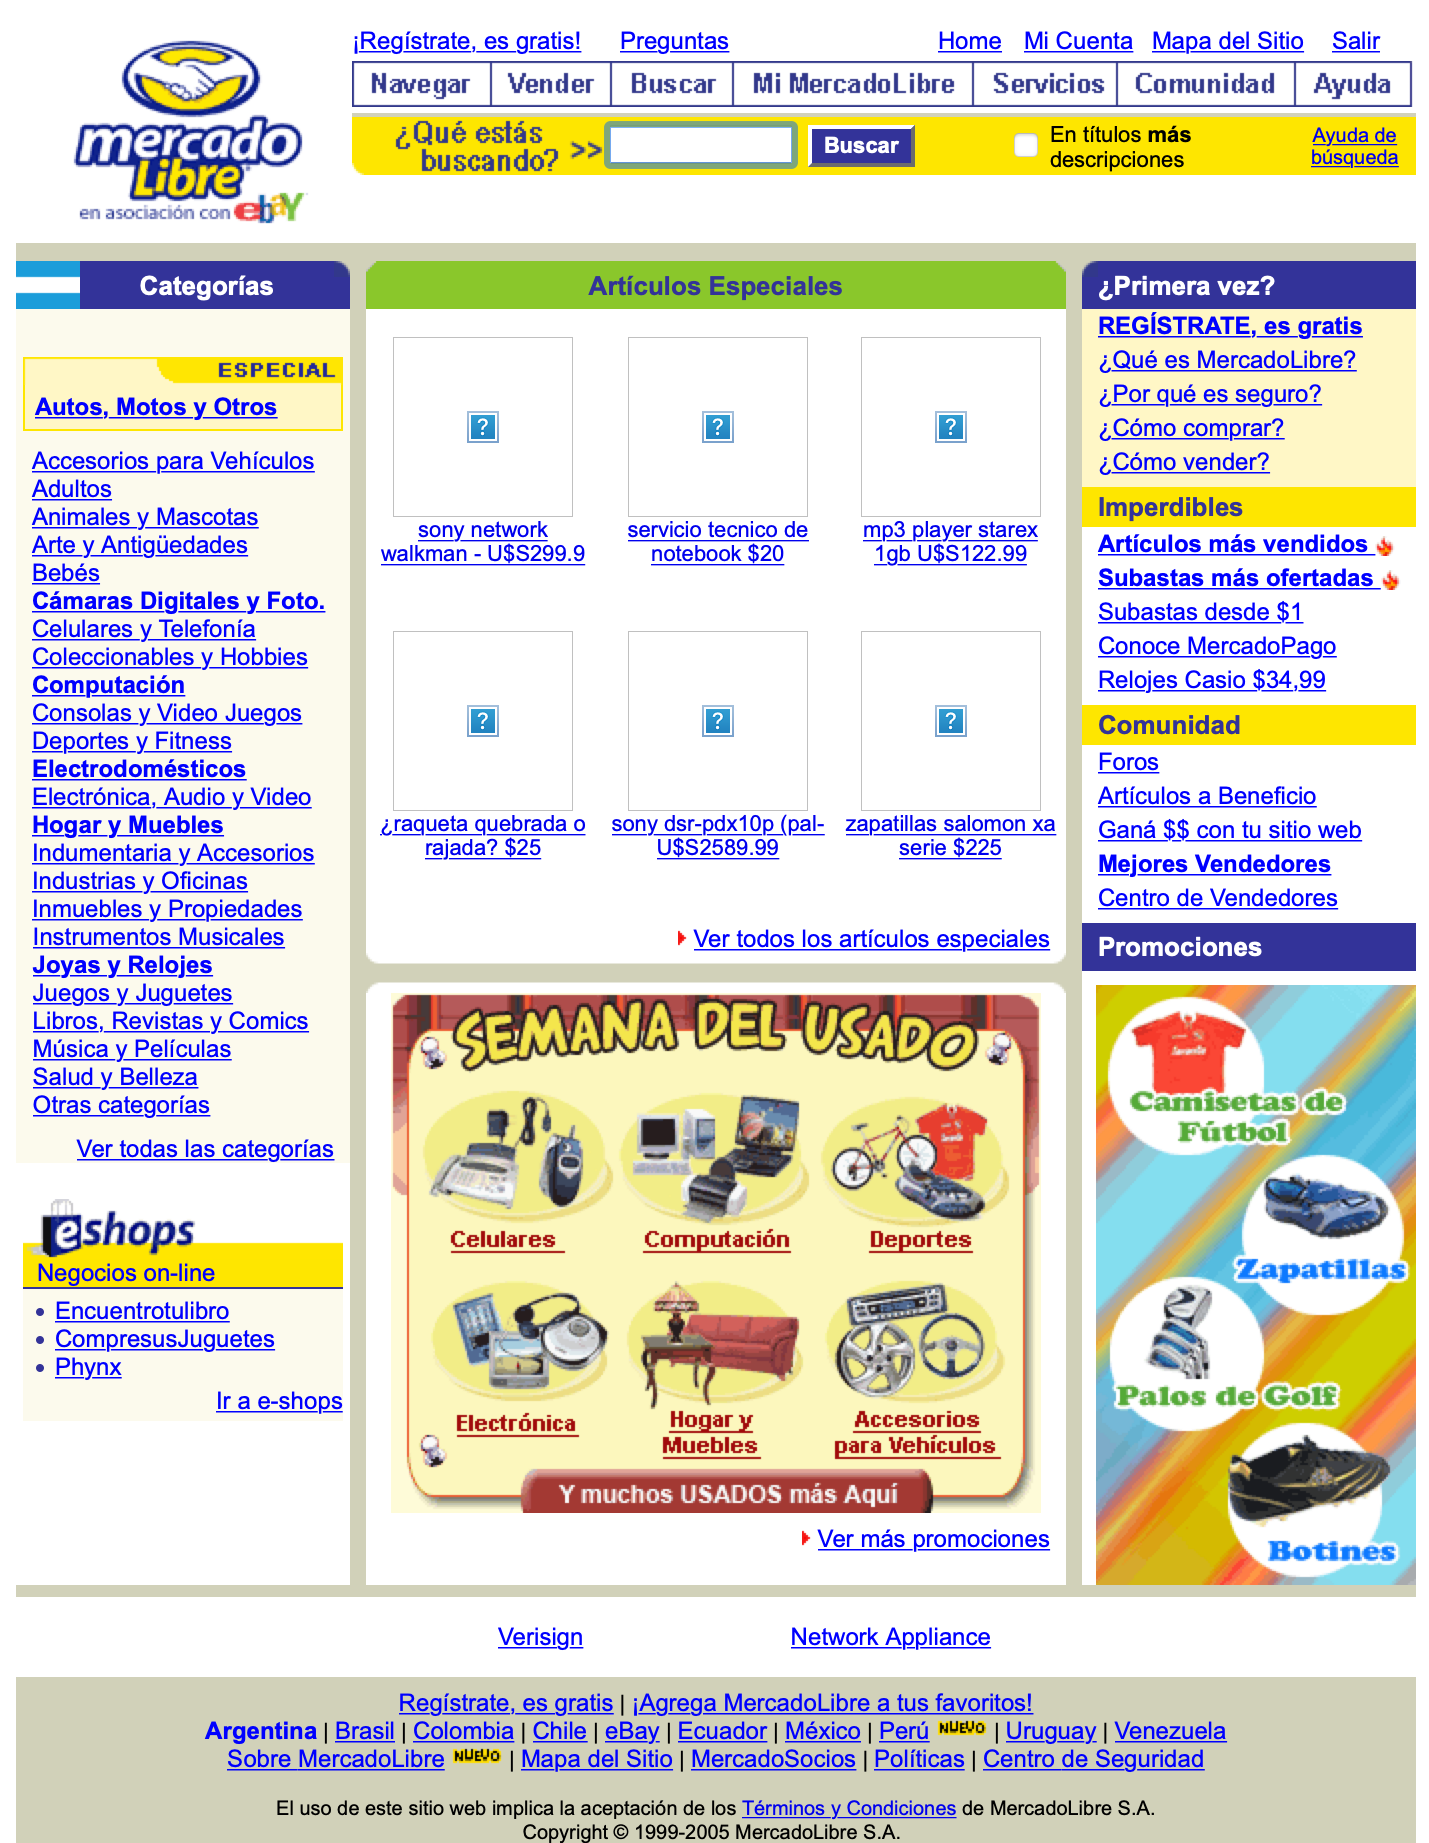 ¡Regístrate, es gratis! Preguntas Home Mi Cuenta Mapa del Sitio Salir
Navegar Vender Buscar Mi MercadoLibre Servicios Comunidad Ayuda
¿Qué estás buscando? >> Buscar En títulos más descripciones Ayuda de búsqueda
mercado
Libre
en asociación con ebay
Categorías
ESPECIAL
Autos, Motos y Otros
Accesorios para Vehículos
Adultos
Animales y Mascotas
Arte y Antigüedades
Bebés
Cámaras Digitales y Foto.
Celulares y Telefonía
Coleccionables y Hobbies
Computación
Consolas y Video Juegos
Deportes y Fitness
Electrodomésticos
Electrónica, Audio y Video
Hogar y Muebles
Indumentaria y Accesorios
Industrias y Oficinas
Inmuebles y Propiedades
Instrumentos Musicales
Joyas y Relojes
Juegos y Juguetes
Libros, Revistas y Comics
Música y Películas
Salud y Belleza
Otras categorías
Ver todas las categorías
eshops
Negocios on-line
Encuentrotulibro
CompresusJuguetes
Phynx
Ir a e-shops
Artículos Especiales
sony network
walkman - U$S299.9
servicio tecnico de
notebook $20
mp3 player starex
1gb U$S122.99
¿raqueta quebrada o
rajada? $25
sony dsr-pdx10p (pal-
U$S2589.99
zapatillas salomon xa
serie $225
Ver todos los artículos especiales
SEMANA DEL USADO
Celulares Computación Deportes
Electrónica
Hogar y
Muebles
Accesorios
para Vehículos
Y muchos USADOS más Aquí
Ver más promociones
¿Primera vez?
REGÍSTRATE, es gratis
¿Qué es MercadoLibre?
¿Por qué es seguro?
¿Cómo comprar?
¿Cómo vender?
Imperdibles
Artículos más vendidos
Subastas más ofertadas
Subastas desde $1
Conoce MercadoPago
Relojes Casio $34,99
Comunidad
Foros
Artículos a Beneficio
Ganá $$ con tu sitio web
Mejores Vendedores
Centro de Vendedores
Promociones
Camisetas de
Fútbol
Zapatillas
Palos de Golf
Botines
Verisign Network Appliance
Regístrate, es gratis | ¡Agrega MercadoLibre a tus favoritos!
Argentina | Brasil | Colombia | Chile | eBay | Ecuador | México | Perú NUEVO | Uruguay | Venezuela
Sobre MercadoLibre NUEVO | Mapa del Sitio | MercadoSocios | Políticas | Centro de Seguridad
El uso de este sitio web implica la aceptación de los Términos y Condiciones de MercadoLibre S.A.
Copyright © 1999-2005 MercadoLibre S.A.